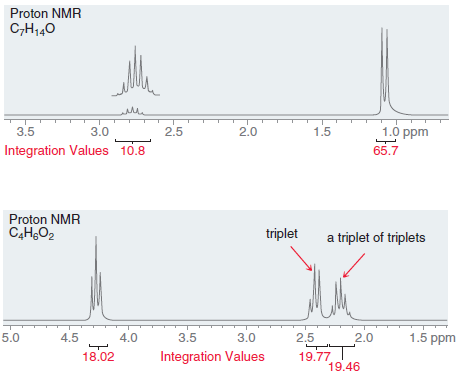 Proton NMR
C₇H₁₄O
3.5 3.0 2.5 2.0 1.5 1.0 ppm
Integration Values 10.8 65.7
Proton NMR
C₄H₆O₂
triplet a triplet of triplets
5.0 4.5 4.0 3.5 3.0 2.5 2.0 1.5 ppm
18.02 Integration Values 19.77
19.46